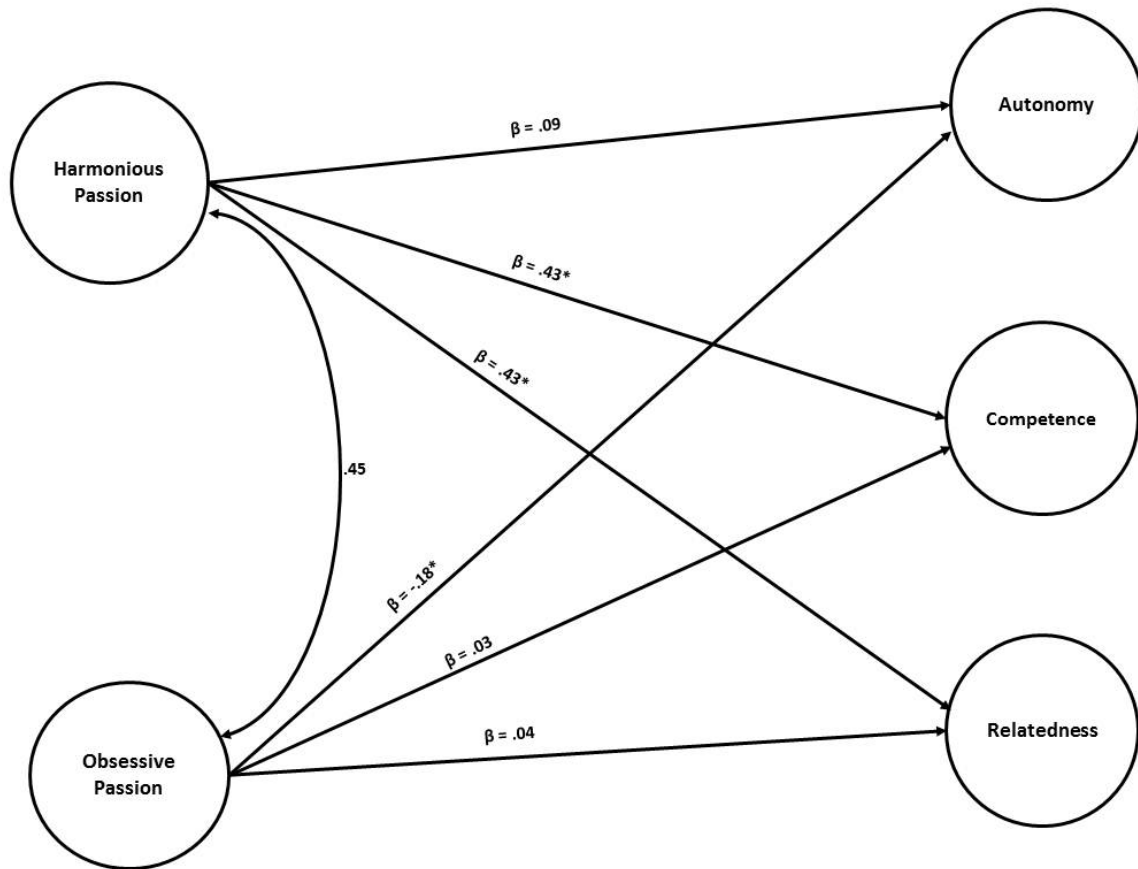 Autonomy
β = .09
Harmonious
Passion
β = .43*
β = .43*
Competence
.45
β = -.18*
β = .03
Relatedness
β = .04
Obsessive
Passion